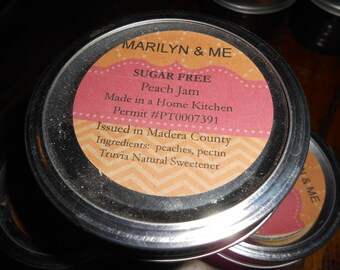 MARILYN & ME
SUGAR FREE
Peach Jam
Made in a Home Kitchen
Permit #PT0007391
Issued in Madera County
Ingredients: peaches, pectin
Truvia Natural Sweetener
N & ME